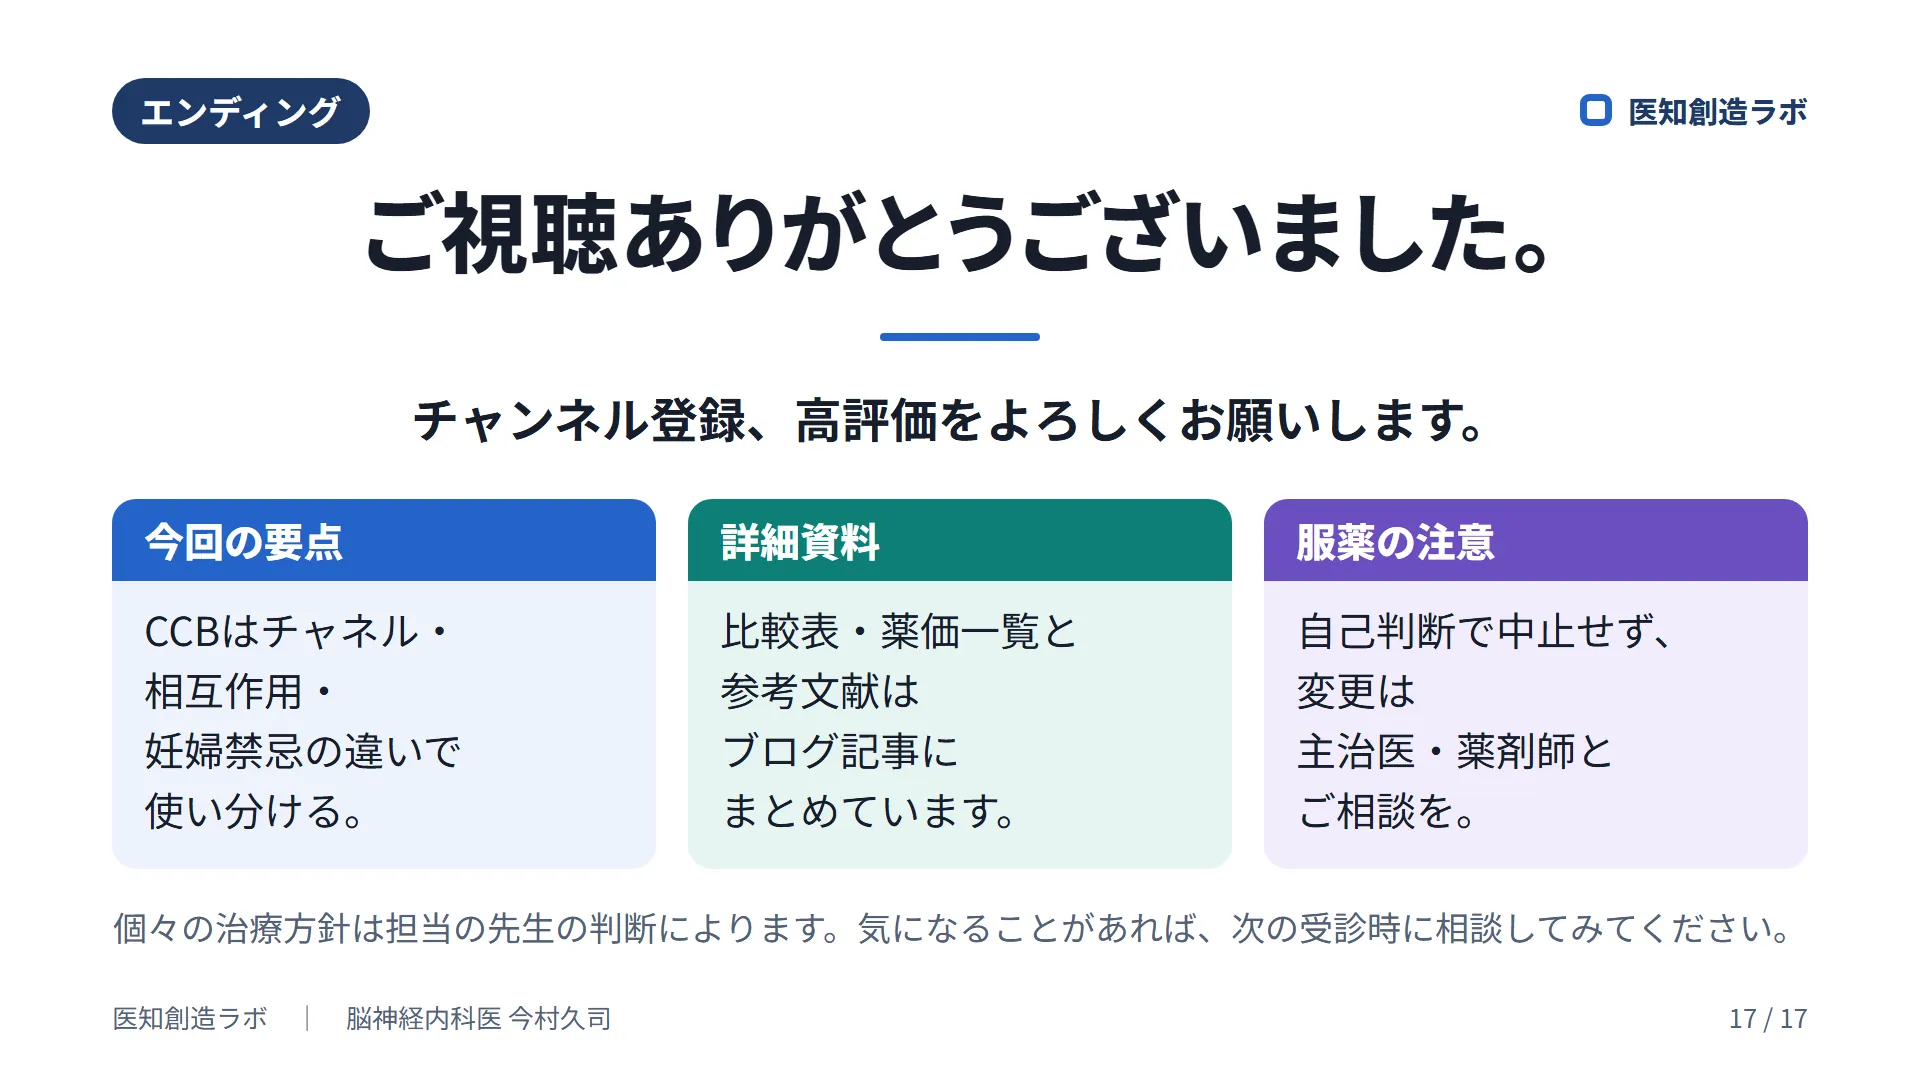 エンディング
医知創造ラボ
ご視聴ありがとうございました。
チャンネル登録、高評価をよろしくお願いします。
今回の要点
CCBはチャネル・
相互作用・
妊婦禁忌の違いで
使い分ける。
詳細資料
比較表・薬価一覧と
参考文献は
ブログ記事に
まとめています。
服薬の注意
自己判断で中止せず、
変更は
主治医・薬剤師と
ご相談を。
個々の治療方針は担当の先生の判断によります。気になることがあれば、次の受診時に相談してみてください。
医知創造ラボ ｜ 脳神経内科医 今村久司
17 / 17